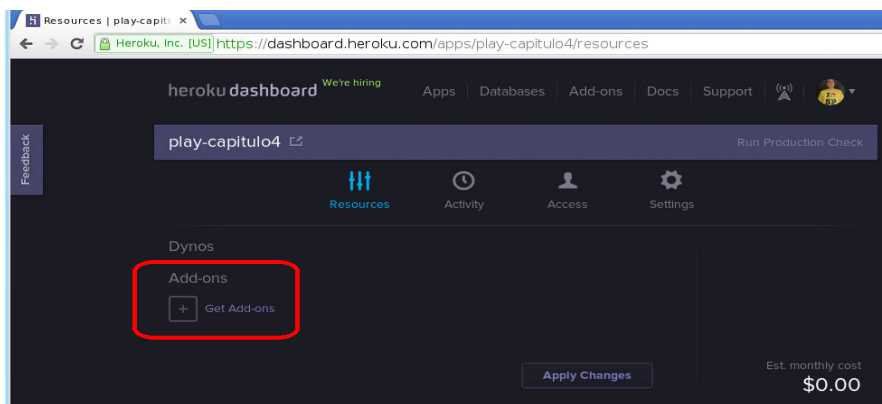 Resources | play-capitu
Heroku, Inc. [US] https://dashboard.heroku.com/apps/play-capitulo4/resources
heroku dashboard We're hiring Apps Databases Add-ons Docs Support
Feedback
play-capitulo4 Run Production Check
Resources Activity Access Settings
Dynos
Add-ons
+ Get Add-ons
Apply Changes
Est. monthly cost
$0.00